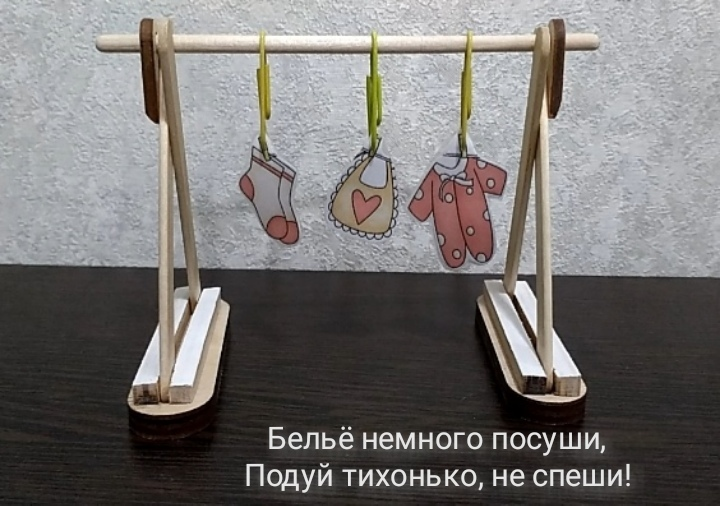 Бельё немного посуши,
Подуй тихонько, не спеши!